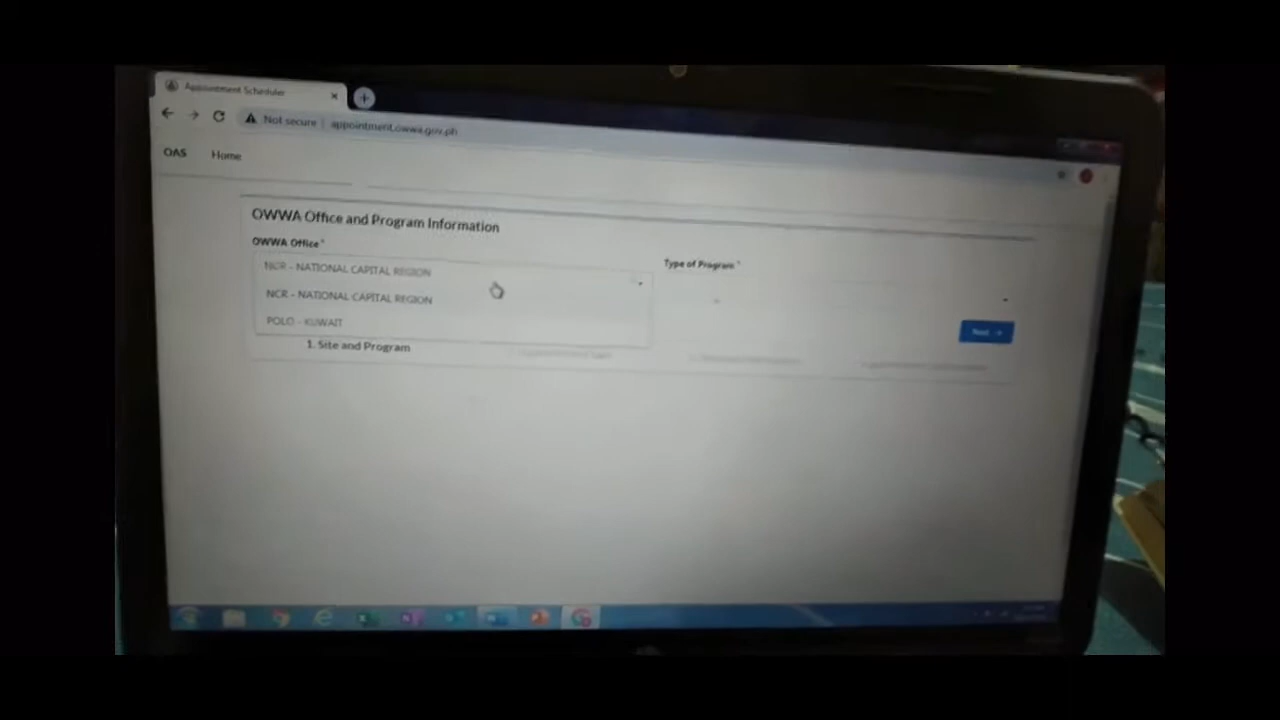 Appointment Scheduler
Not secure | appointment.owwa.gov.ph
OAS Home
OWWA Office and Program Information
OWWA Office *
Type of Program *
NCR - NATIONAL CAPITAL REGION
NCR - NATIONAL CAPITAL REGION
POLO - KUWAIT
Next
1. Site and Program